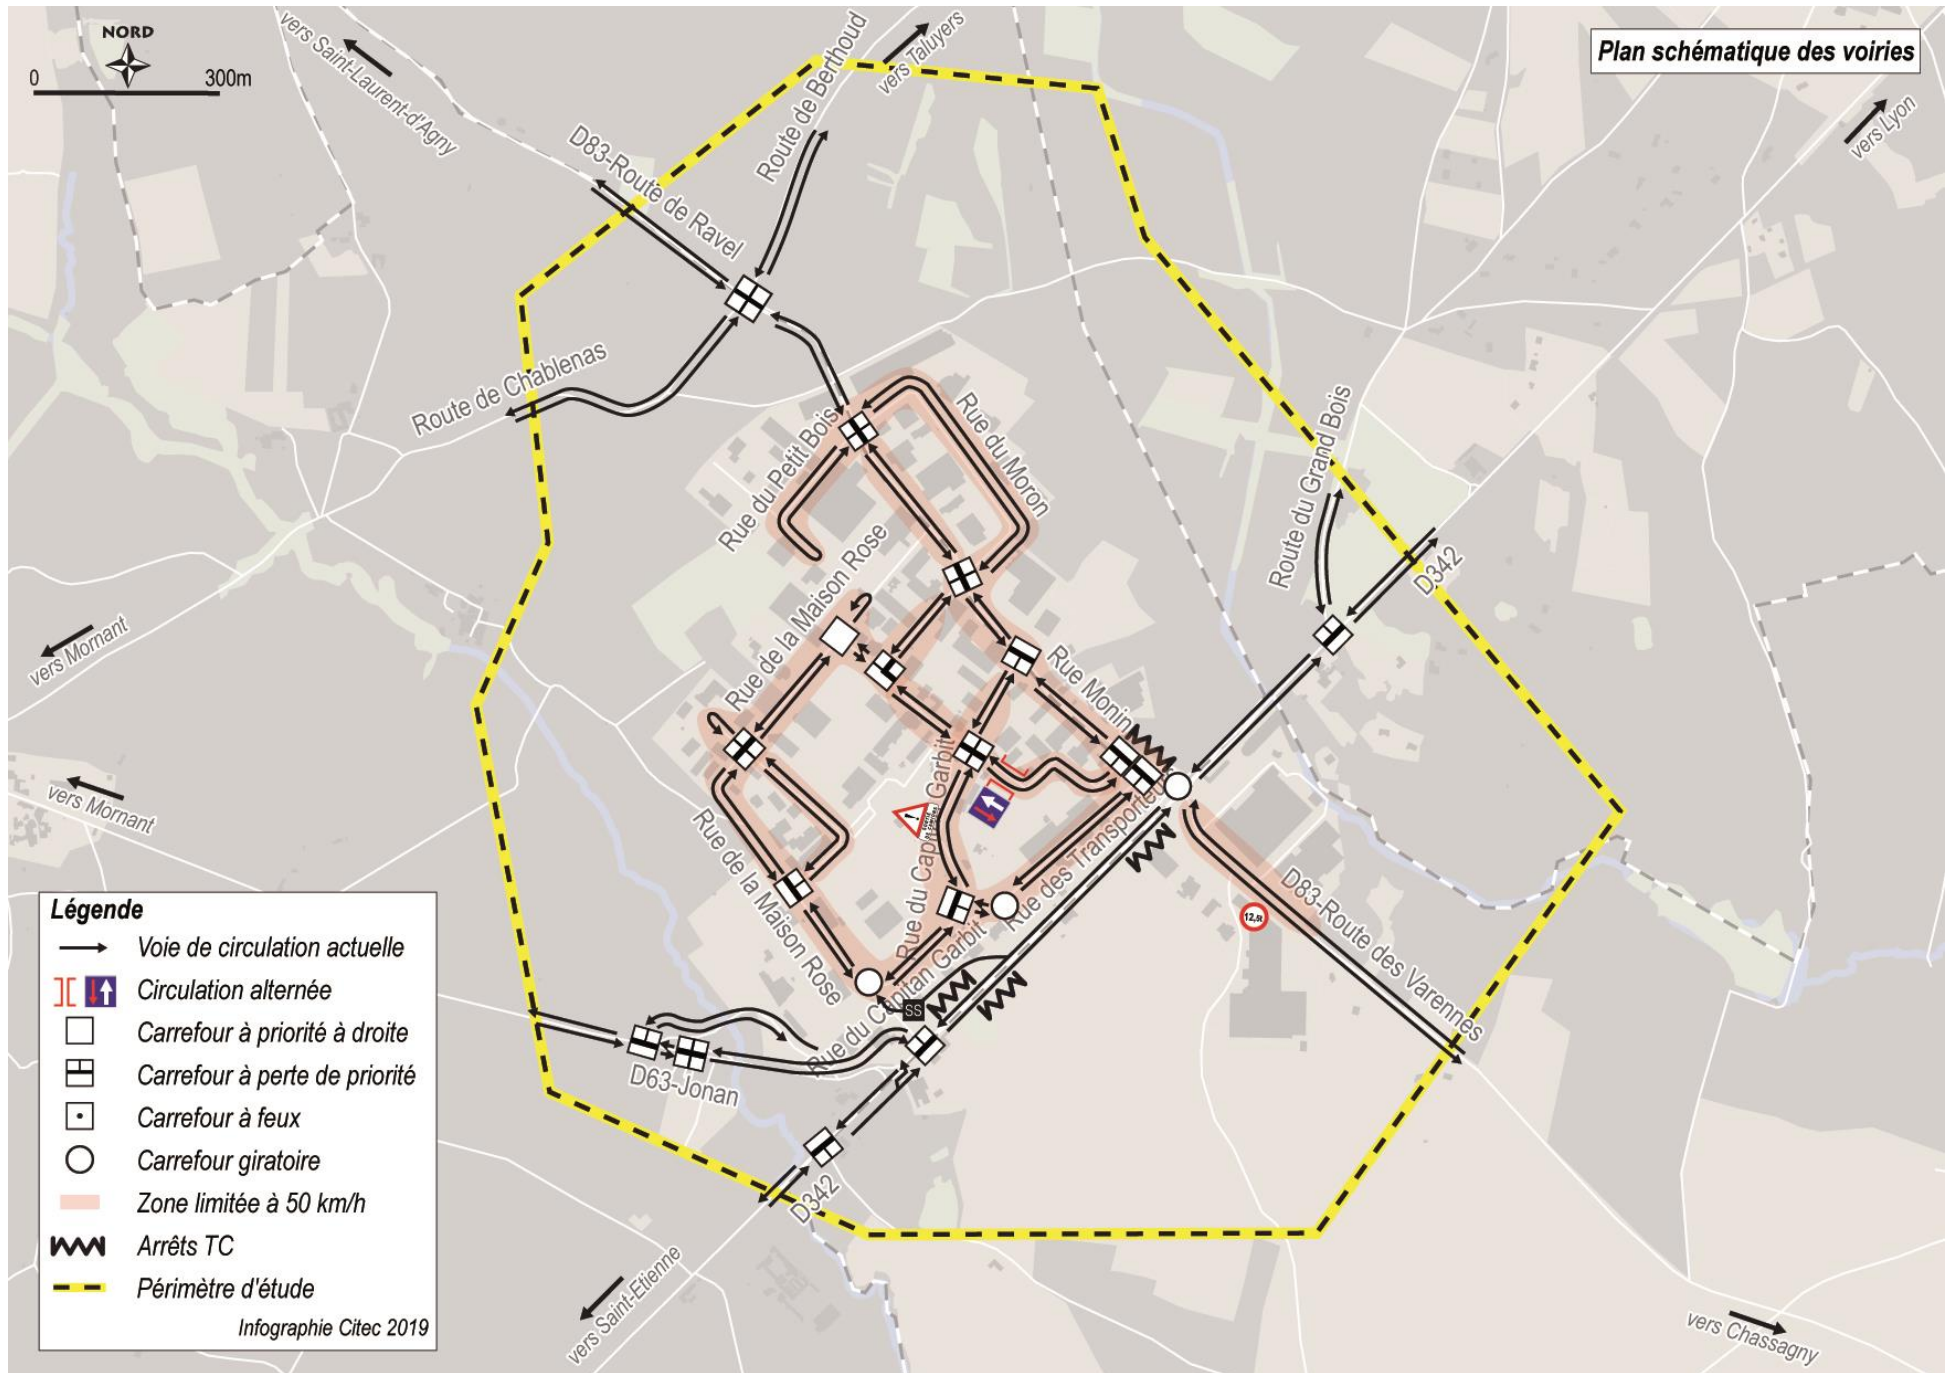 NORD
0 300m
Plan schématique des voiries
vers Saint-Laurent-d'Agny
vers Taluyers
Route de Berthoud
vers Lyon
D83-Route de Ravel
Route de Chablenas
Rue du Petit Bois
Rue du Moron
Route du Grand Bois
D342
Rue de la Maison Rose
Rue Monin
vers Mornant
vers Mornant
Rue du Capitan Garbit
Rue des Transporteurs
Rue de la Maison Rose
D83-Route des Varennes
12,5t
Rue du Capitan Garbit
SS
D63-Jonan
D342
vers Saint-Etienne
vers Chassagny
Légende
Voie de circulation actuelle
Circulation alternée
Carrefour à priorité à droite
Carrefour à perte de priorité
Carrefour à feux
Carrefour giratoire
Zone limitée à 50 km/h
Arrêts TC
Périmètre d'étude
Infographie Citec 2019